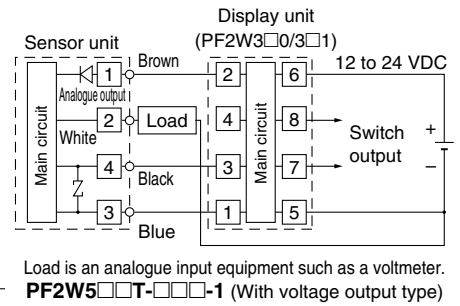 Display unit
Sensor unit
(PF2W3□0/3□1)
Brown
12 to 24 VDC
1
2
6
Analogue output
2
Load
4
8
White
Switch
output
+
–
Main circuit
Main circuit
4
3
7
Black
Z
3
1
5
Blue
Load is an analogue input equipment such as a voltmeter.
PF2W5□□T-□□□-1 (With voltage output type)